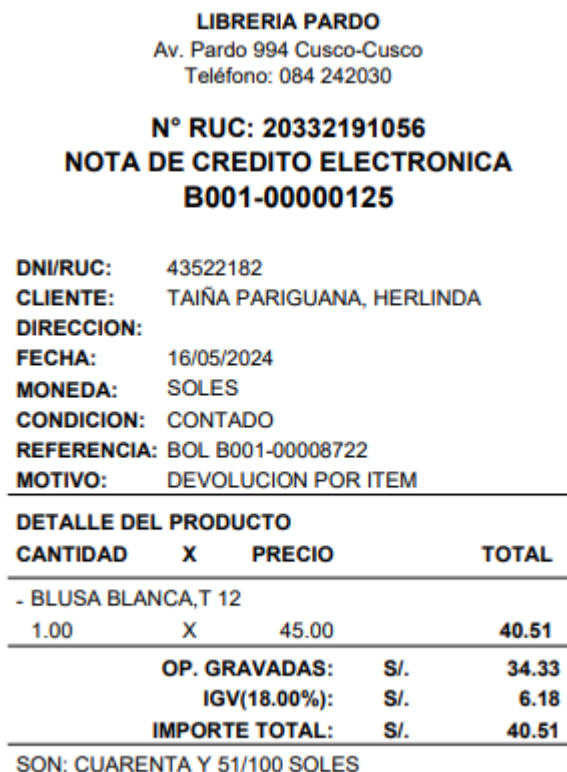 LIBRERIA PARDO
Av. Pardo 994 Cusco-Cusco
Teléfono: 084 242030
N° RUC: 20332191056
NOTA DE CREDITO ELECTRONICA
B001-00000125
DNI/RUC: 43522182
CLIENTE: TAIÑA PARIGUANA, HERLINDA
DIRECCION:
FECHA: 16/05/2024
MONEDA: SOLES
CONDICION: CONTADO
REFERENCIA: BOL B001-00008722
MOTIVO: DEVOLUCION POR ITEM
DETALLE DEL PRODUCTO
CANTIDAD X PRECIO TOTAL
- BLUSA BLANCA,T 12
1.00 X 45.00 40.51
OP. GRAVADAS: S/. 34.33
IGV(18.00%): S/. 6.18
IMPORTE TOTAL: S/. 40.51
SON: CUARENTA Y 51/100 SOLES